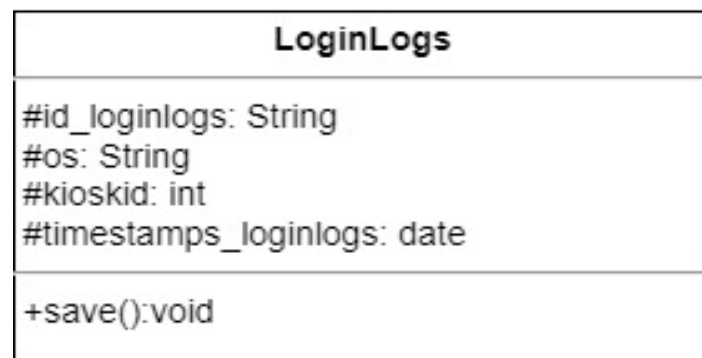 LoginLogs
#id_loginlogs: String
#os: String
#kioskid: int
#timestamps_loginlogs: date
+save():void